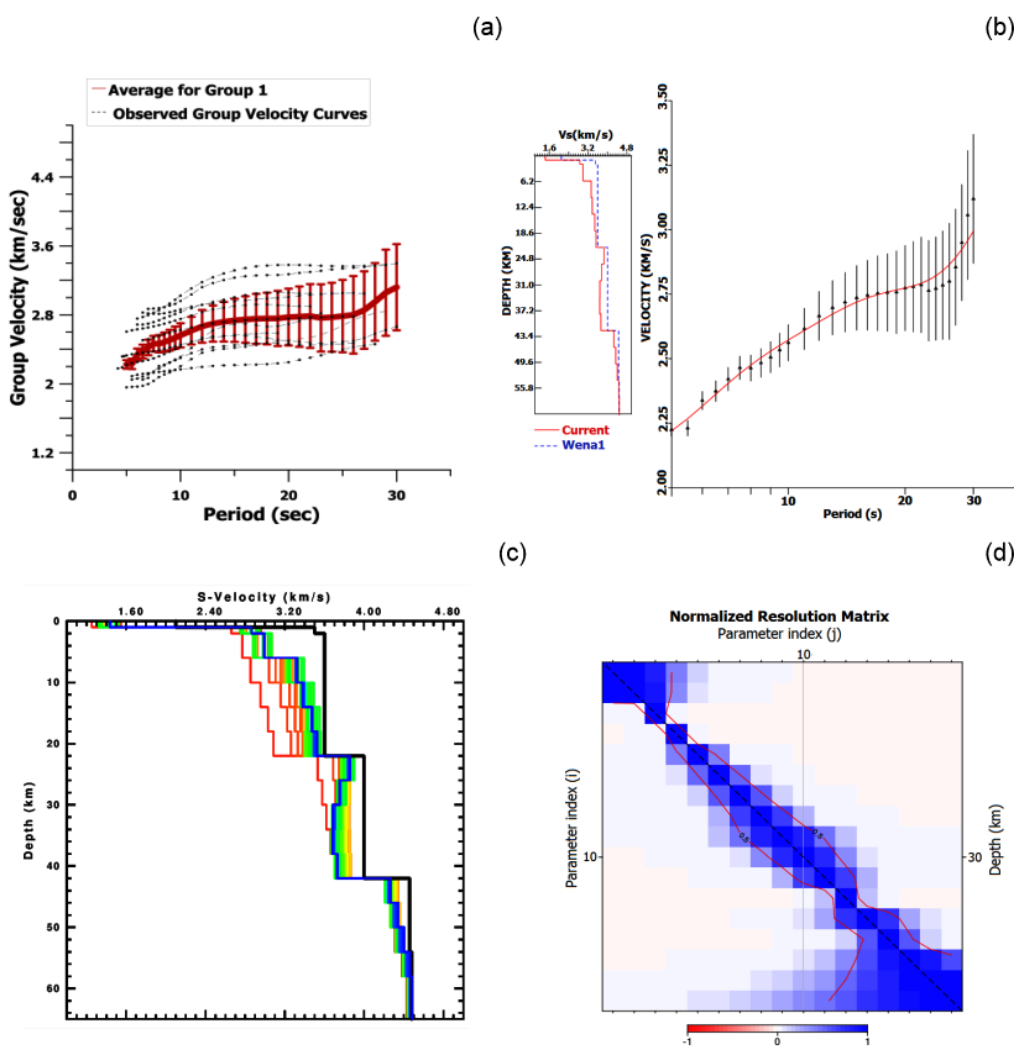 (a)
Average for Group 1
Observed Group Velocity Curves
4.4
3.6
2.8
2
1.2
Group Velocity (km/sec)
0 10 20 30
Period (sec)
(b)
Vs(km/s)
1.6 3.2 4.8
6.2
12.4
18.6
24.8
31.0
37.2
43.4
49.6
55.8
DEPTH (KM)
Current
Wena1
3.50
3.25
3.00
2.75
2.50
2.25
2.00
VELOCITY (KM/S)
10 20 30
Period (s)
(c)
S-Velocity (km/s)
1.60 2.40 3.20 4.00 4.80
0
10
20
30
40
50
60
Depth (km)
(d)
Normalized Resolution Matrix
Parameter index (j)
10
Parameter index (i)
10
0.5
0.5
30
Depth (km)
-1 0 1